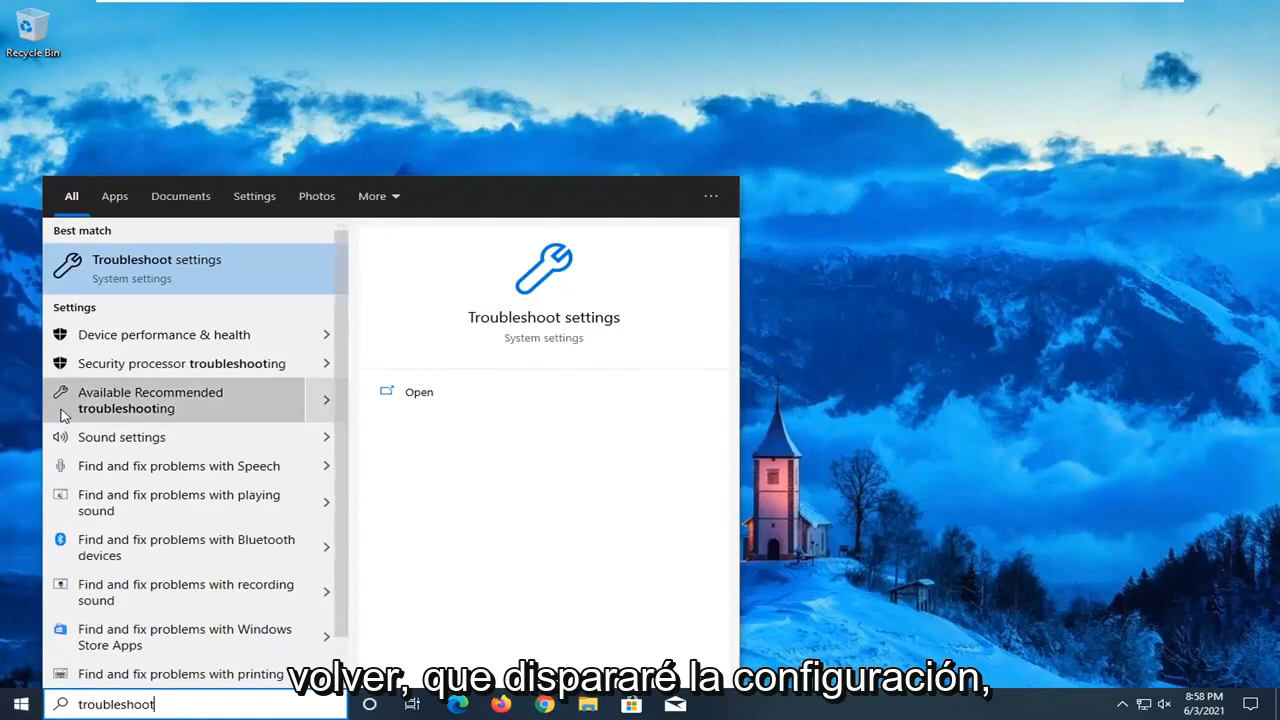 Recycle Bin
All Apps Documents Settings Photos More ...
Best match
Troubleshoot settings
System settings
Settings
Device performance & health
Security processor troubleshooting
Available Recommended
troubleshooting
Sound settings
Find and fix problems with Speech
Find and fix problems with playing
sound
Find and fix problems with Bluetooth
devices
Find and fix problems with recording
sound
Find and fix problems with Windows
Store Apps
Find and fix problems with printing
Troubleshoot settings
System settings
Open
volver, que dispararé la configuración,
troubleshoot
8:58 PM
6/3/2021